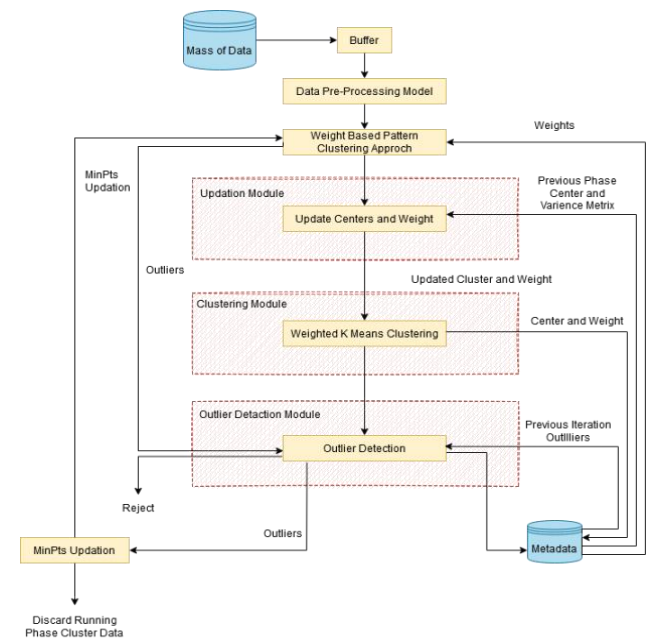 Mass of Data
Buffer
Data Pre-Processing Model
Weight Based Pattern
Clustering Approch
Weights
MinPts
Updation
Updation Module
Previous Phase
Center and
Varience Metrix
Update Centers and Weight
Outliers
Updated Cluster and Weight
Clustering Module
Weighted K Means Clustering
Center and Weight
Outlier Detaction Module
Previous Iteration
Outllliers
Outlier Detection
Reject
Outliers
MinPts Updation
Metadata
Discard Running
Phase Cluster Data